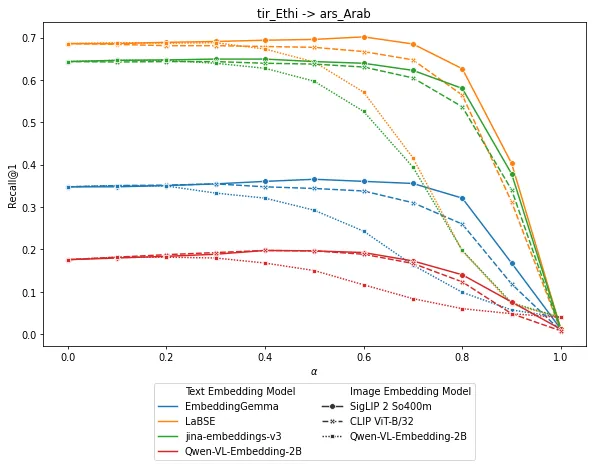 tir_Ethi -> ars_Arab
Recall@1
0.7
0.6
0.5
0.4
0.3
0.2
0.1
0.0
0.0 0.2 0.4 0.6 0.8 1.0
α
Text Embedding Model Image Embedding Model
EmbeddingGemma SigLIP 2 So400m
LaBSE CLIP ViT-B/32
jina-embeddings-v3 Qwen-VL-Embedding-2B
Qwen-VL-Embedding-2B